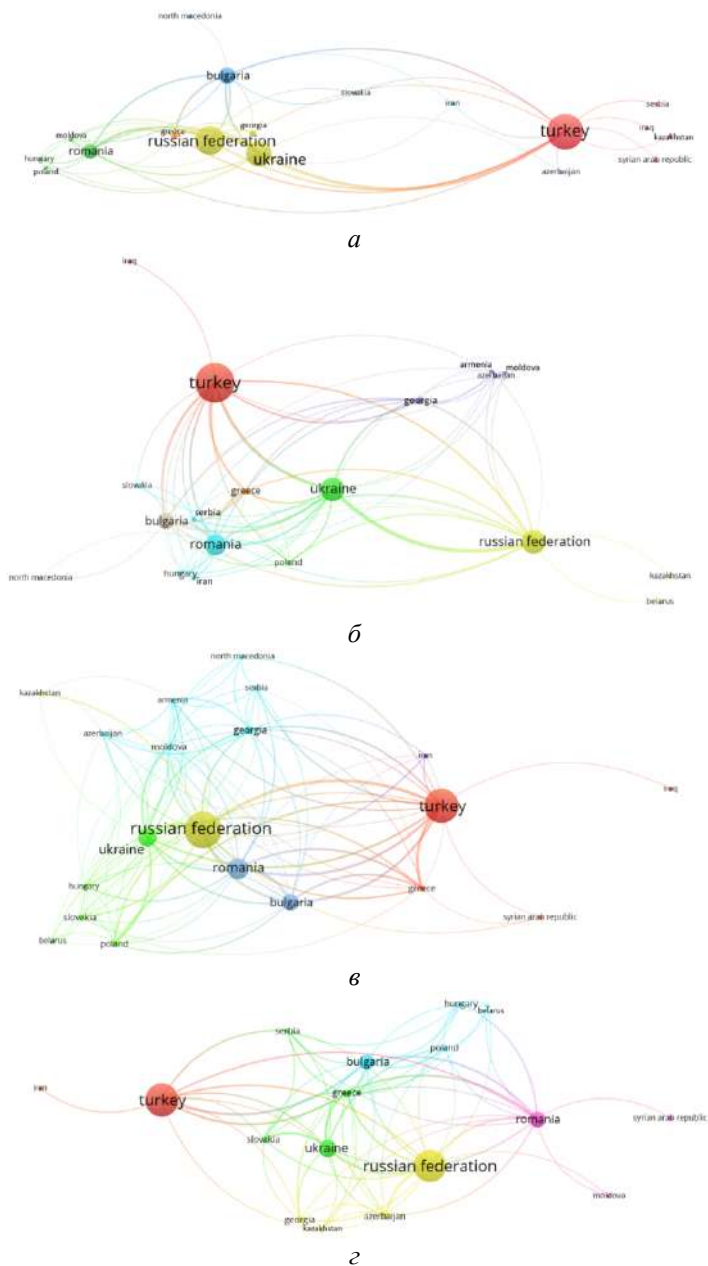 north macedonia
bulgaria
slovakia
iran
serbia
georgia
turkey
iraq
kazakhstan
moldova
greece
russian federation
romania
ukraine
hungary
poland
syrian arab republic
azerbaijan
а
iraq
armenia
moldova
azerbaijan
turkey
georgia
slovakia
greece
ukraine
serbia
bulgaria
romania
russian federation
poland
hungary
iran
north macedonia
kazakhstan
belarus
б
north macedonia
kazakhstan
serbia
armenia
azerbaijan
georgia
moldova
iran
iraq
turkey
russian federation
ukraine
romania
hungary
greece
bulgaria
slovakia
syrian arab republic
belarus
poland
в
hungary
belarus
serbia
poland
bulgaria
iran
turkey
greece
romania
syrian arab republic
slovakia
ukraine
russian federation
moldova
georgia
azerbaijan
kazakhstan
г